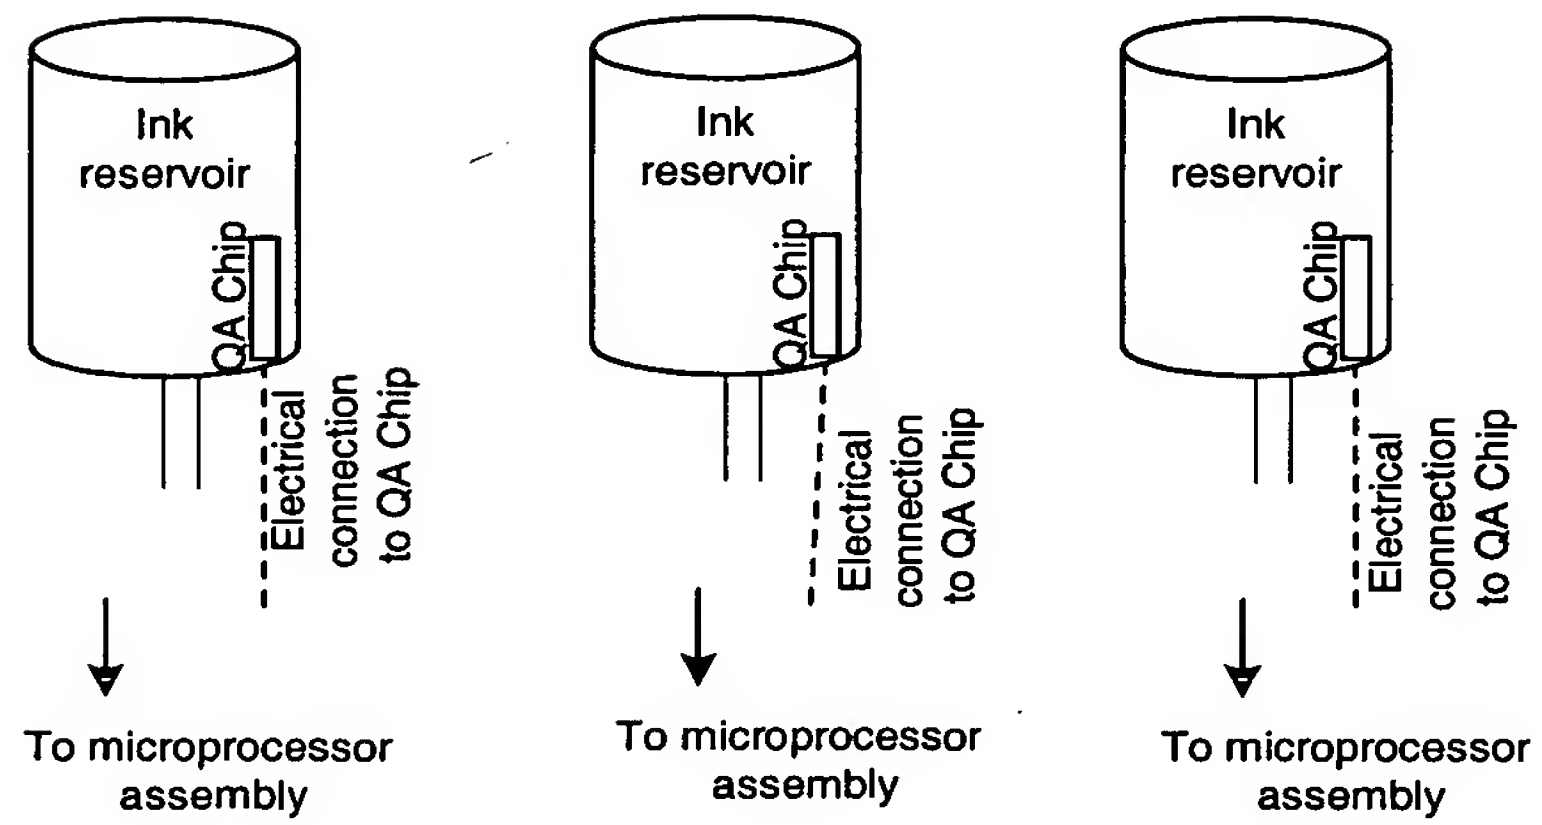 Ink
reservoir
QA Chip
Electrical
connection
to QA Chip
To microprocessor
assembly
Ink
reservoir
QA Chip
Electrical
connection
to QA Chip
To microprocessor
assembly
Ink
reservoir
QA Chip
Electrical
connection
to QA Chip
To microprocessor
assembly